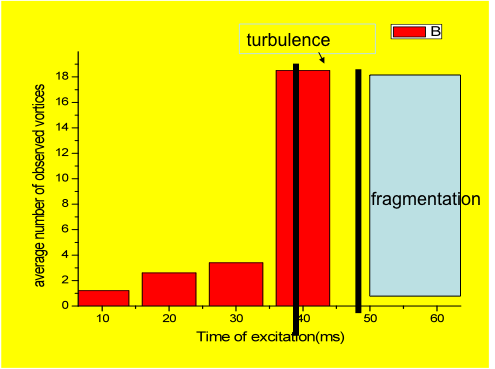 turbulence
B
18
16
14
12
10
8
6
4
2
0
average number of observed vortices
fragmentation
10 20 30 40 50 60
Time of excitation(ms)